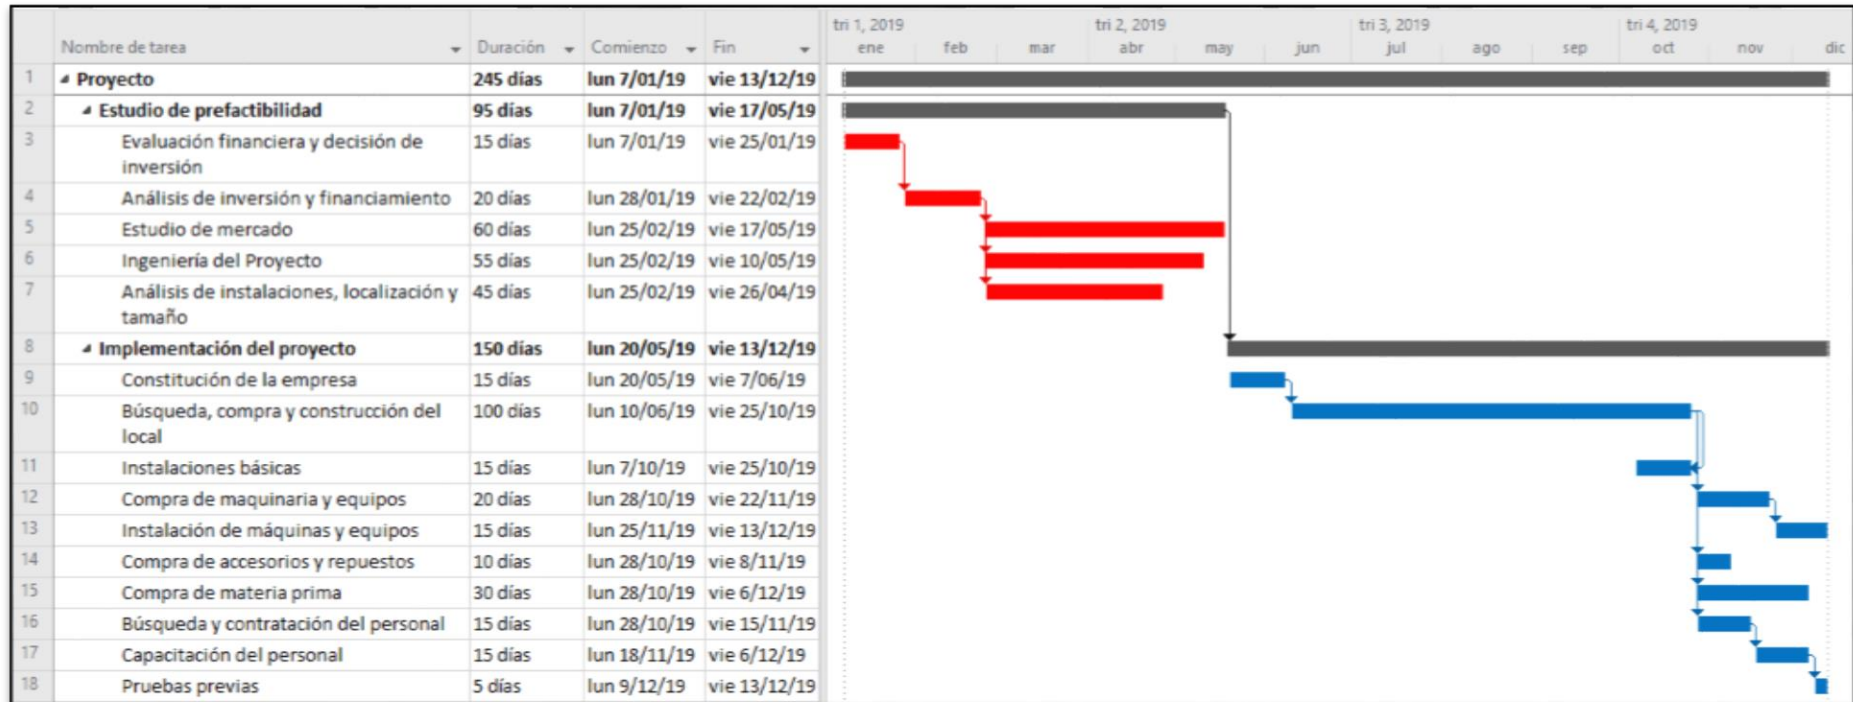 tri 1, 2019 tri 2, 2019 tri 3, 2019 tri 4, 2019
Nombre de tarea Duración Comienzo Fin ene feb mar abr may jun jul ago sep oct nov dic
1 Proyecto 245 días lun 7/01/19 vie 13/12/19
2 Estudio de prefactibilidad 95 días lun 7/01/19 vie 17/05/19
3 Evaluación financiera y decisión de 15 días lun 7/01/19 vie 25/01/19
inversión
4 Análisis de inversión y financiamiento 20 días lun 28/01/19 vie 22/02/19
5 Estudio de mercado 60 días lun 25/02/19 vie 17/05/19
6 Ingeniería del Proyecto 55 días lun 25/02/19 vie 10/05/19
7 Análisis de instalaciones, localización y 45 días lun 25/02/19 vie 26/04/19
tamaño
8 Implementación del proyecto 150 días lun 20/05/19 vie 13/12/19
9 Constitución de la empresa 15 días lun 20/05/19 vie 7/06/19
10 Búsqueda, compra y construcción del 100 días lun 10/06/19 vie 25/10/19
local
11 Instalaciones básicas 15 días lun 7/10/19 vie 25/10/19
12 Compra de maquinaria y equipos 20 días lun 28/10/19 vie 22/11/19
13 Instalación de máquinas y equipos 15 días lun 25/11/19 vie 13/12/19
14 Compra de accesorios y repuestos 10 días lun 28/10/19 vie 8/11/19
15 Compra de materia prima 30 días lun 28/10/19 vie 6/12/19
16 Búsqueda y contratación del personal 15 días lun 28/10/19 vie 15/11/19
17 Capacitación del personal 15 días lun 18/11/19 vie 6/12/19
18 Pruebas previas 5 días lun 9/12/19 vie 13/12/19